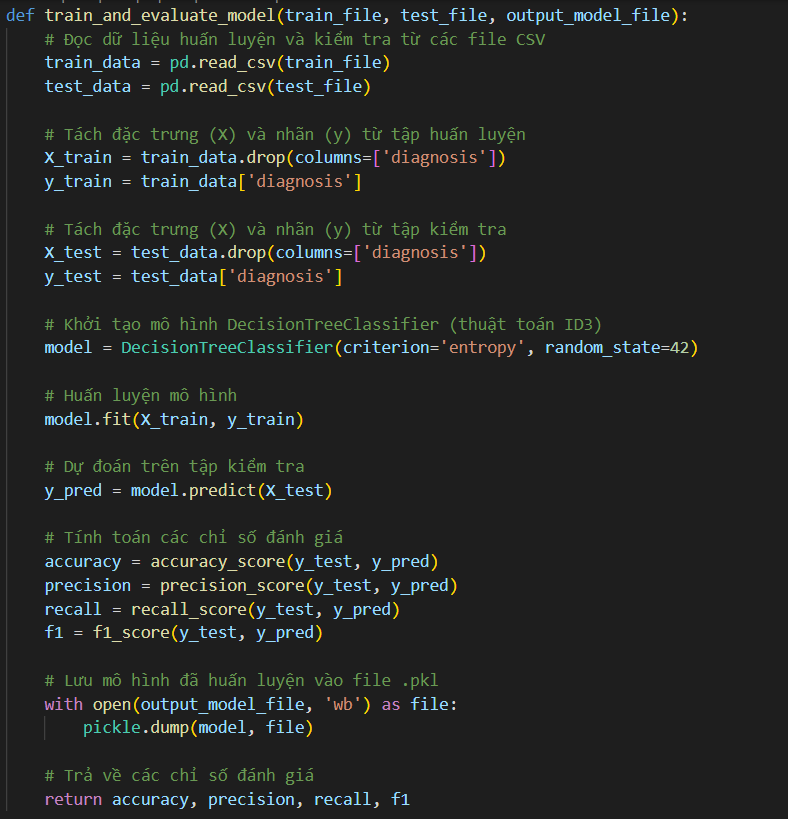 def train_and_evaluate_model(train_file, test_file, output_model_file):
    # Đọc dữ liệu huấn luyện và kiểm tra từ các file CSV
    train_data = pd.read_csv(train_file)
    test_data = pd.read_csv(test_file)

    # Tách đặc trưng (X) và nhãn (y) từ tập huấn luyện
    X_train = train_data.drop(columns=['diagnosis'])
    y_train = train_data['diagnosis']

    # Tách đặc trưng (X) và nhãn (y) từ tập kiểm tra
    X_test = test_data.drop(columns=['diagnosis'])
    y_test = test_data['diagnosis']

    # Khởi tạo mô hình DecisionTreeClassifier (thuật toán ID3)
    model = DecisionTreeClassifier(criterion='entropy', random_state=42)

    # Huấn luyện mô hình
    model.fit(X_train, y_train)

    # Dự đoán trên tập kiểm tra
    y_pred = model.predict(X_test)

    # Tính toán các chỉ số đánh giá
    accuracy = accuracy_score(y_test, y_pred)
    precision = precision_score(y_test, y_pred)
    recall = recall_score(y_test, y_pred)
    f1 = f1_score(y_test, y_pred)

    # Lưu mô hình đã huấn luyện vào file .pkl
    with open(output_model_file, 'wb') as file:
        pickle.dump(model, file)

    # Trả về các chỉ số đánh giá
    return accuracy, precision, recall, f1